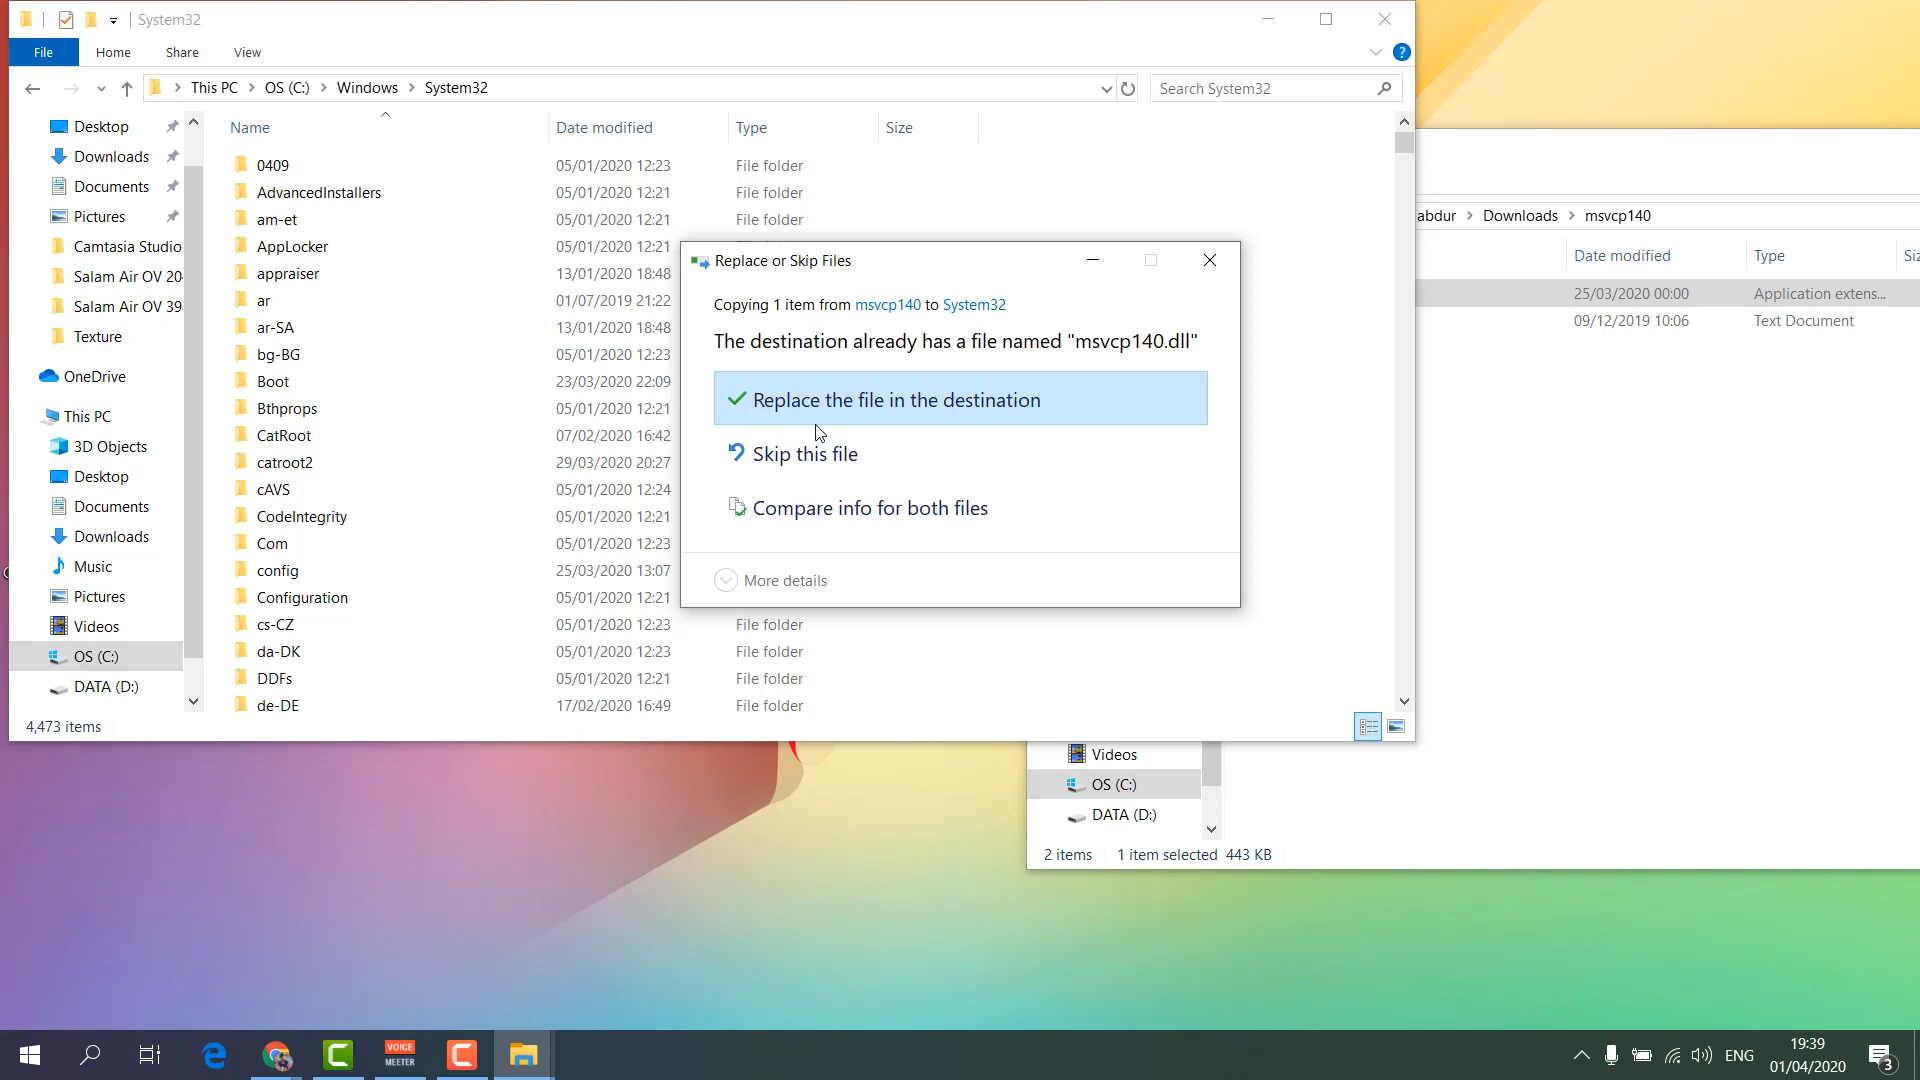 System32
File
Home
Share
View
This PC
OS (C:)
Windows
System32
Search System32
Desktop
Downloads
Documents
Pictures
Camtasia Studio
Salam Air OV 20
Salam Air OV 39
Texture
OneDrive
This PC
3D Objects
Desktop
Documents
Downloads
Music
Pictures
Videos
OS (C:)
DATA (D:)
Name
Date modified
Type
Size
0409 05/01/2020 12:23 File folder
AdvancedInstallers 05/01/2020 12:21 File folder
am-et 05/01/2020 12:21 File folder
AppLocker 05/01/2020 12:21
appraiser 13/01/2020 18:48
ar 01/07/2019 21:22
ar-SA 13/01/2020 18:48
bg-BG 05/01/2020 12:23
Boot 23/03/2020 22:09
Bthprops 05/01/2020 12:21
CatRoot 07/02/2020 16:42
catroot2 29/03/2020 20:27
cAVS 05/01/2020 12:24
CodeIntegrity 05/01/2020 12:21
Com 05/01/2020 12:23
config 25/03/2020 13:07
Configuration 05/01/2020 12:21
cs-CZ 05/01/2020 12:23 File folder
da-DK 05/01/2020 12:23 File folder
DDFs 05/01/2020 12:21 File folder
de-DE 17/02/2020 16:49 File folder
4,473 items
Replace or Skip Files
Copying 1 item from msvcp140 to System32
The destination already has a file named "msvcp140.dll"
Replace the file in the destination
Skip this file
Compare info for both files
More details
abdur
Downloads
msvcp140
Date modified
Type
25/03/2020 00:00 Application extens...
09/12/2019 10:06 Text Document
Videos
OS (C:)
DATA (D:)
2 items 1 item selected 443 KB
VOICE
MEETER
ENG
19:39
01/04/2020
3